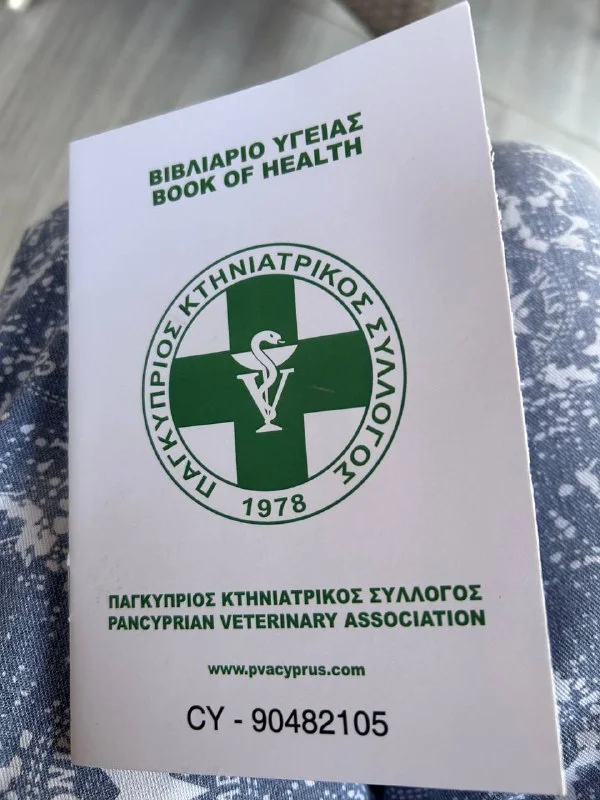 ΒΙΒΛΙΑΡΙΟ ΥΓΕΙΑΣ
BOOK OF HEALTH
ΠΑΓΚΥΠΡΙΟΣ ΚΤΗΝΙΑΤΡΙΚΟΣ ΣΥΛΛΟΓΟΣ
V
1978
ΠΑΓΚΥΠΡΙΟΣ ΚΤΗΝΙΑΤΡΙΚΟΣ ΣΥΛΛΟΓΟΣ
PANCYPRIAN VETERINARY ASSOCIATION
www.pvacyprus.com
CY - 90482105